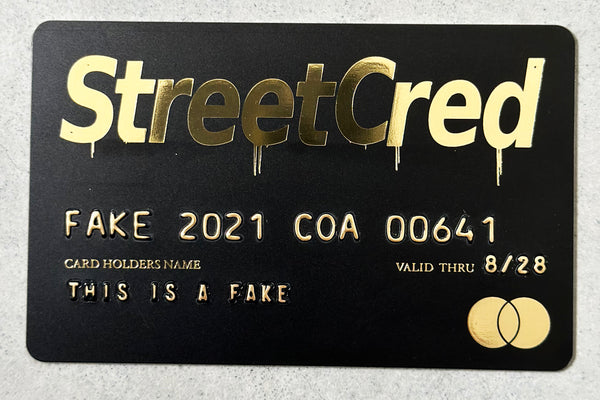 StreetCred
FAKE 2021 COA 00641
CARD HOLDERS NAME VALID THRU 8/28
THIS IS A FAKE